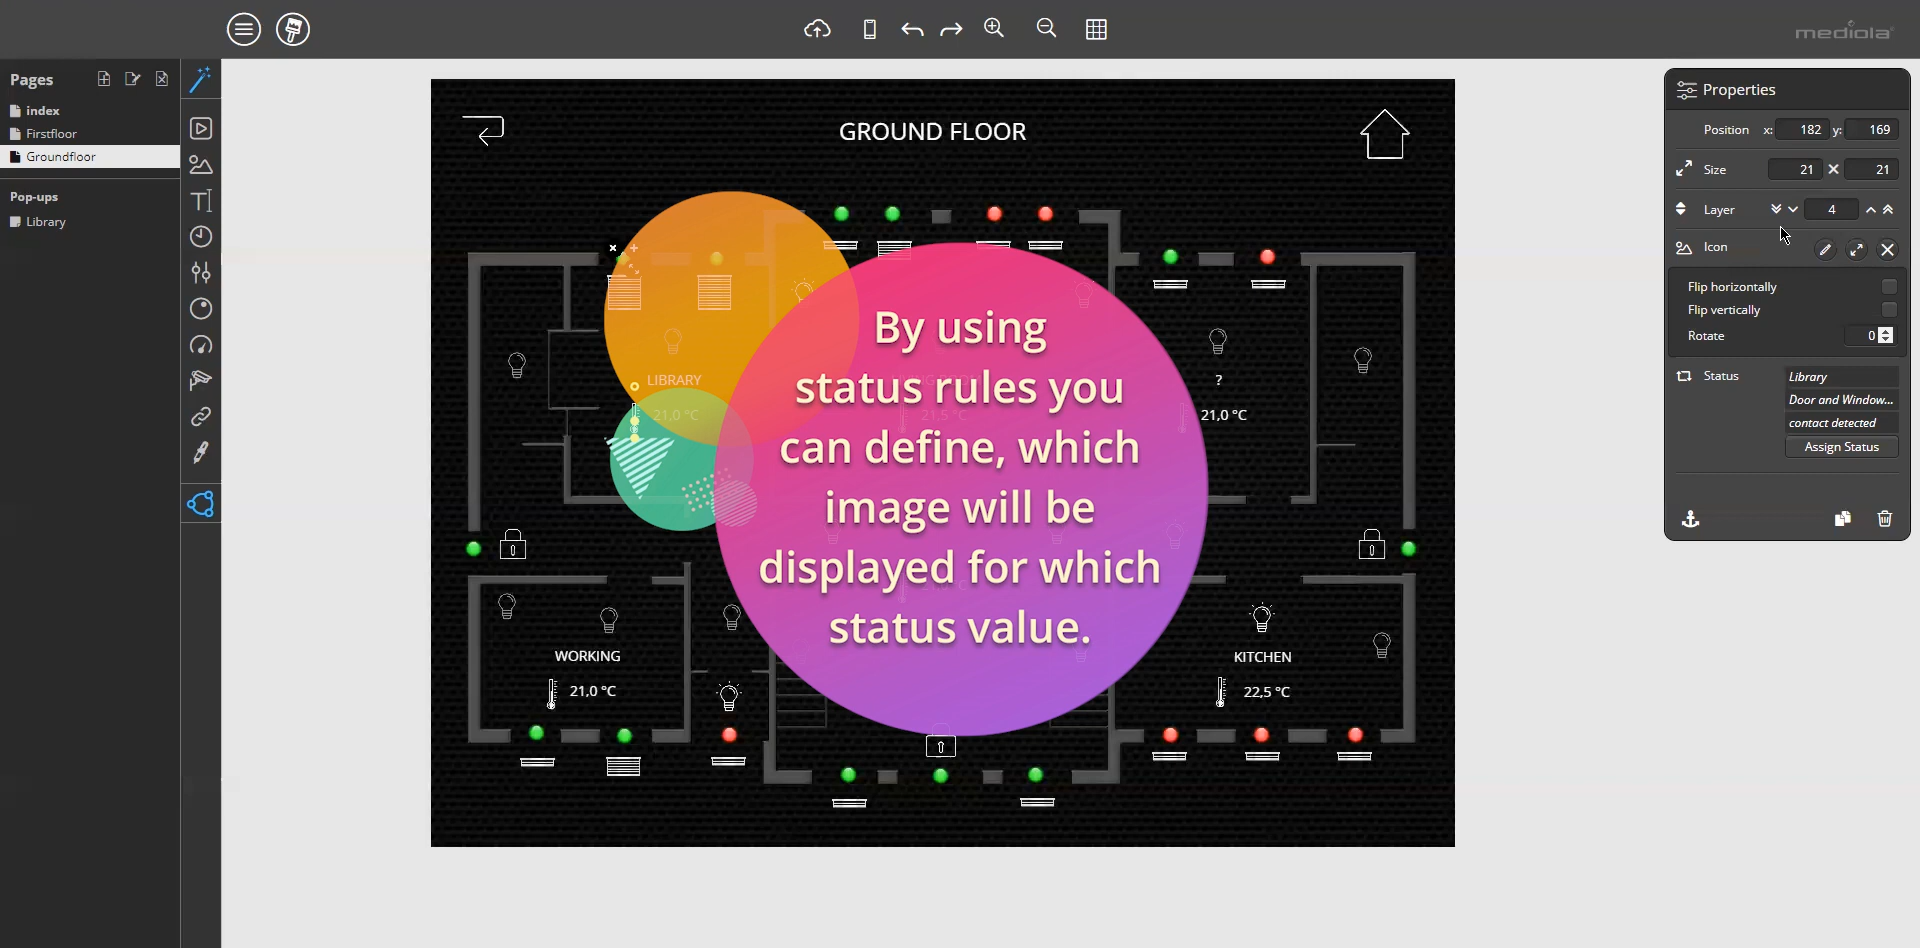 mediola
Pages
index
Firstfloor
Groundfloor
Pop-ups
Library
GROUND FLOOR
LIBRARY
21,0 °C
?
21,0 °C
By using
status rules you
can define, which
image will be
displayed for which
status value.
WORKING
21,0 °C
KITCHEN
22,5 °C
Properties
Position x: 182 y: 169
Size 21 X 21
Layer 4
Icon
Flip horizontally
Flip vertically
Rotate 0
Status Library
Door and Window...
contact detected
Assign Status